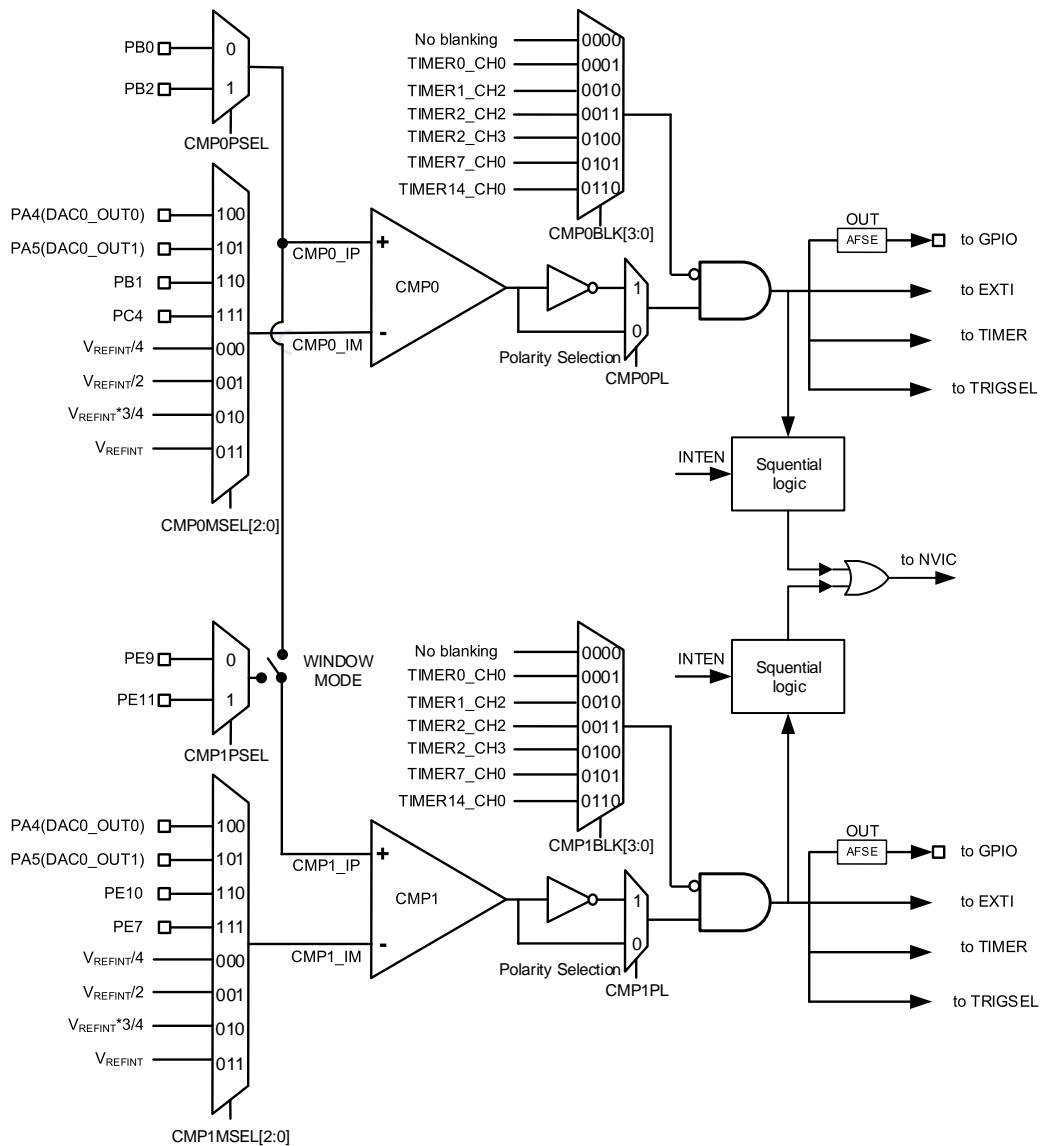 PB0
0
PB2
1
CMP0PSEL
PA4(DAC0_OUT0)
100
PA5(DAC0_OUT1)
101
PB1
110
PC4
111
VREFINT/4
000
VREFINT/2
001
VREFINT*3/4
010
VREFINT
011
CMP0MSEL[2:0]
CMP0_IP
CMP0_IM
+
-
CMP0
No blanking
0000
TIMER0_CH0
0001
TIMER1_CH2
0010
TIMER2_CH2
0011
TIMER2_CH3
0100
TIMER7_CH0
0101
TIMER14_CH0
0110
CMP0BLK[3:0]
1
0
Polarity Selection
CMP0PL
OUT
AFSE
to GPIO
to EXTI
to TIMER
to TRIGSEL
INTEN
Squential
logic
to NVIC
INTEN
Squential
logic
PE9
0
PE11
1
CMP1PSEL
WINDOW
MODE
PA4(DAC0_OUT0)
100
PA5(DAC0_OUT1)
101
PE10
110
PE7
111
VREFINT/4
000
VREFINT/2
001
VREFINT*3/4
010
VREFINT
011
CMP1MSEL[2:0]
CMP1_IP
CMP1_IM
+
-
CMP1
No blanking
0000
TIMER0_CH0
0001
TIMER1_CH2
0010
TIMER2_CH2
0011
TIMER2_CH3
0100
TIMER7_CH0
0101
TIMER14_CH0
0110
CMP1BLK[3:0]
1
0
Polarity Selection
CMP1PL
OUT
AFSE
to GPIO
to EXTI
to TIMER
to TRIGSEL